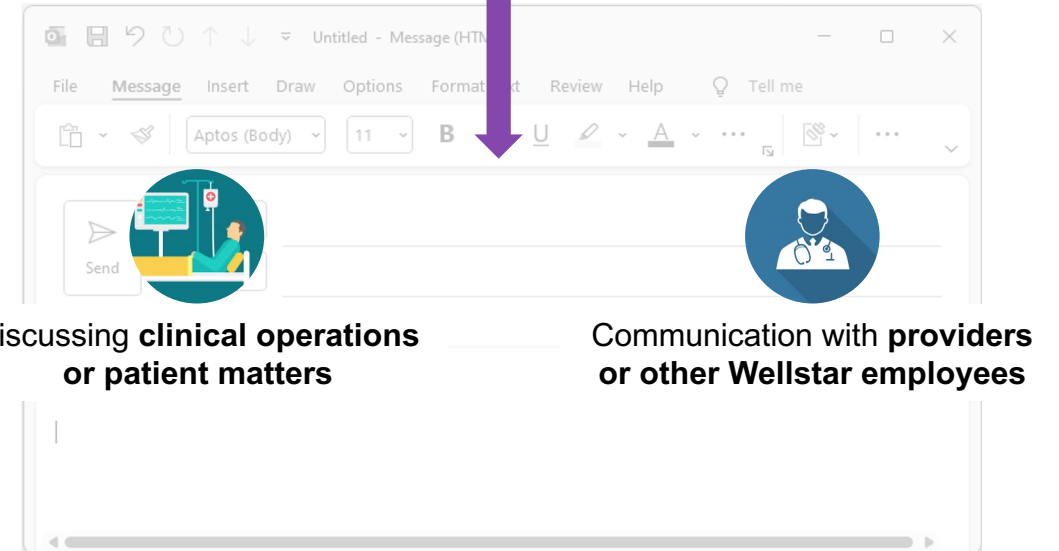 Untitled - Message (HTM
File Message Insert Draw Options Format xt Review Help Tell me
Aptos (Body) 11 B U A
Send
iscussing clinical operations
or patient matters
Communication with providers
or other Wellstar employees